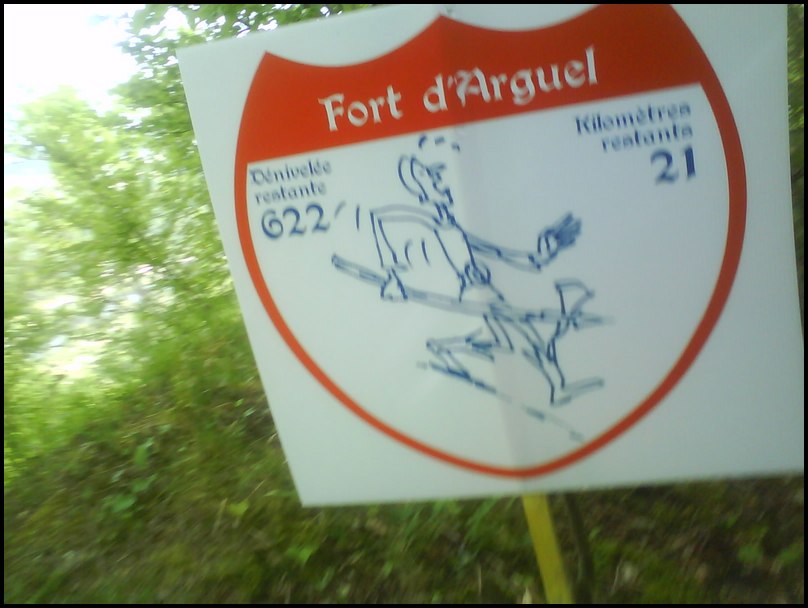 Fort d'Arguel
Dénivelée
restante
622
Kilomètres
restants
21